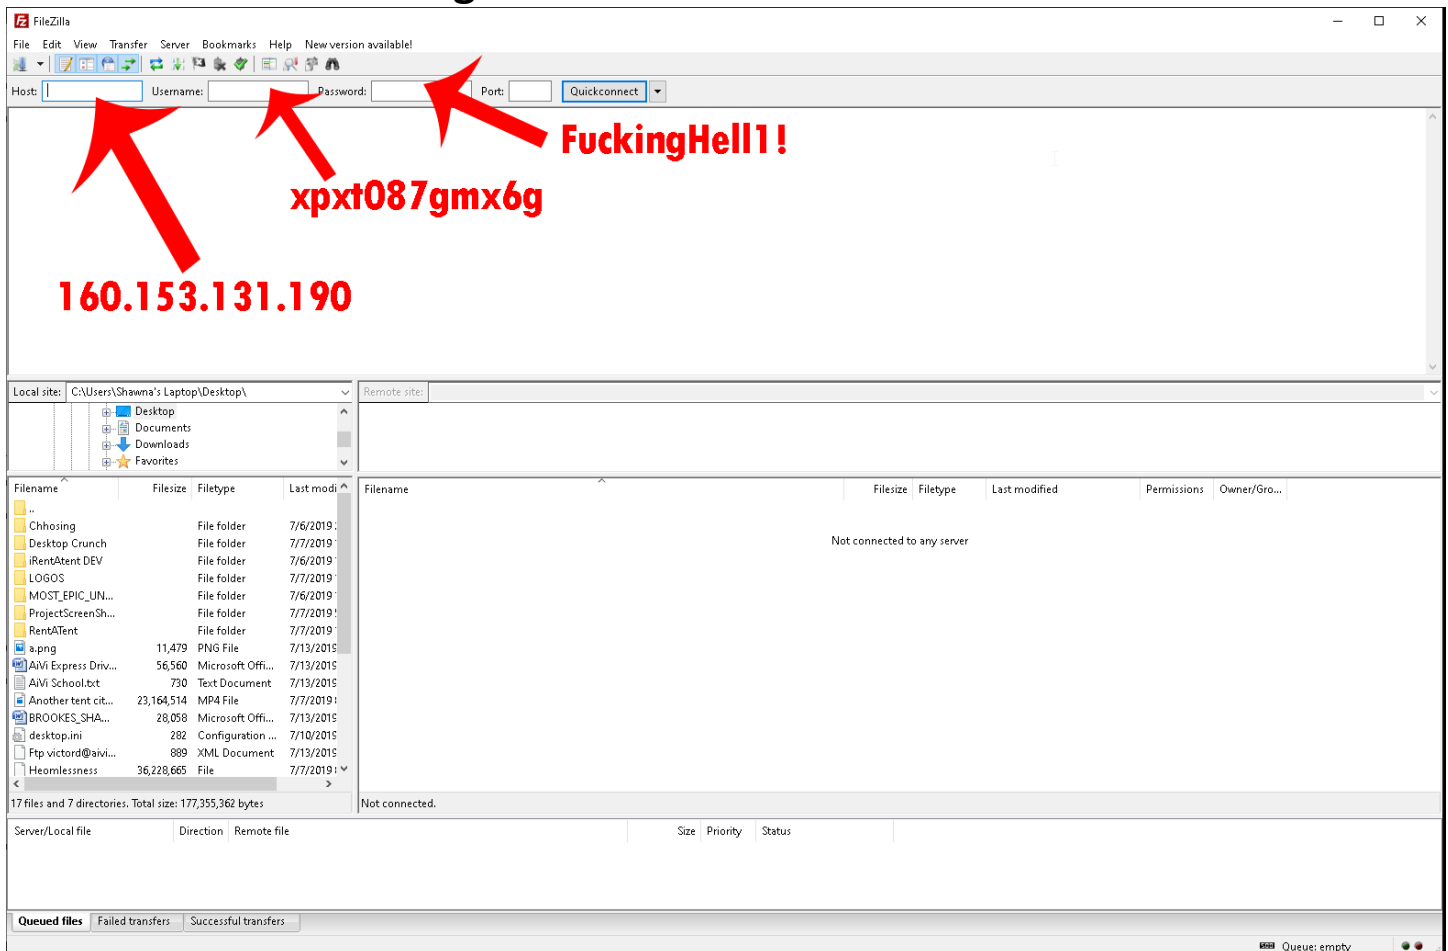 g
FileZilla
File Edit View Transfer Server Bookmarks Help New version available!
Host: Username: Password: Port: Quickconnect
FuckingHell1!
xpxt087gmx6g
160.153.131.190
Local site: C:\Users\Shawna's Laptop\Desktop\ Remote site:
Desktop
Documents
Downloads
Favorites
Filename Filesize Filetype Last modi Filename Filesize Filetype Last modified Permissions Owner/Gro...
..
Chhosing File folder 7/6/2019
Desktop Crunch File folder 7/7/2019
Not connected to any server
iRentAtent DEV File folder 7/6/2019
LOGOS File folder 7/7/2019
MOST_EPIC_UN... File folder 7/6/2019
ProjectScreenSh... File folder 7/7/2019
RentATent File folder 7/7/2019
a.png 11,479 PNG File 7/13/2019
AiVi Express Driv... 56,560 Microsoft Offi... 7/13/2019
AiVi School.txt 730 Text Document 7/13/2019
Another tent cit... 23,164,514 MP4 File 7/7/2019
BROOKES_SHA... 28,058 Microsoft Offi... 7/13/2019
desktop.ini 282 Configuration ... 7/10/2019
Ftp victord@aivi... 889 XML Document 7/13/2019
Heomlessness 36,228,665 File 7/7/2019
17 files and 7 directories. Total size: 177,355,362 bytes Not connected.
Server/Local file Direction Remote file Size Priority Status
Queued files Failed transfers Successful transfers
Queue: empty